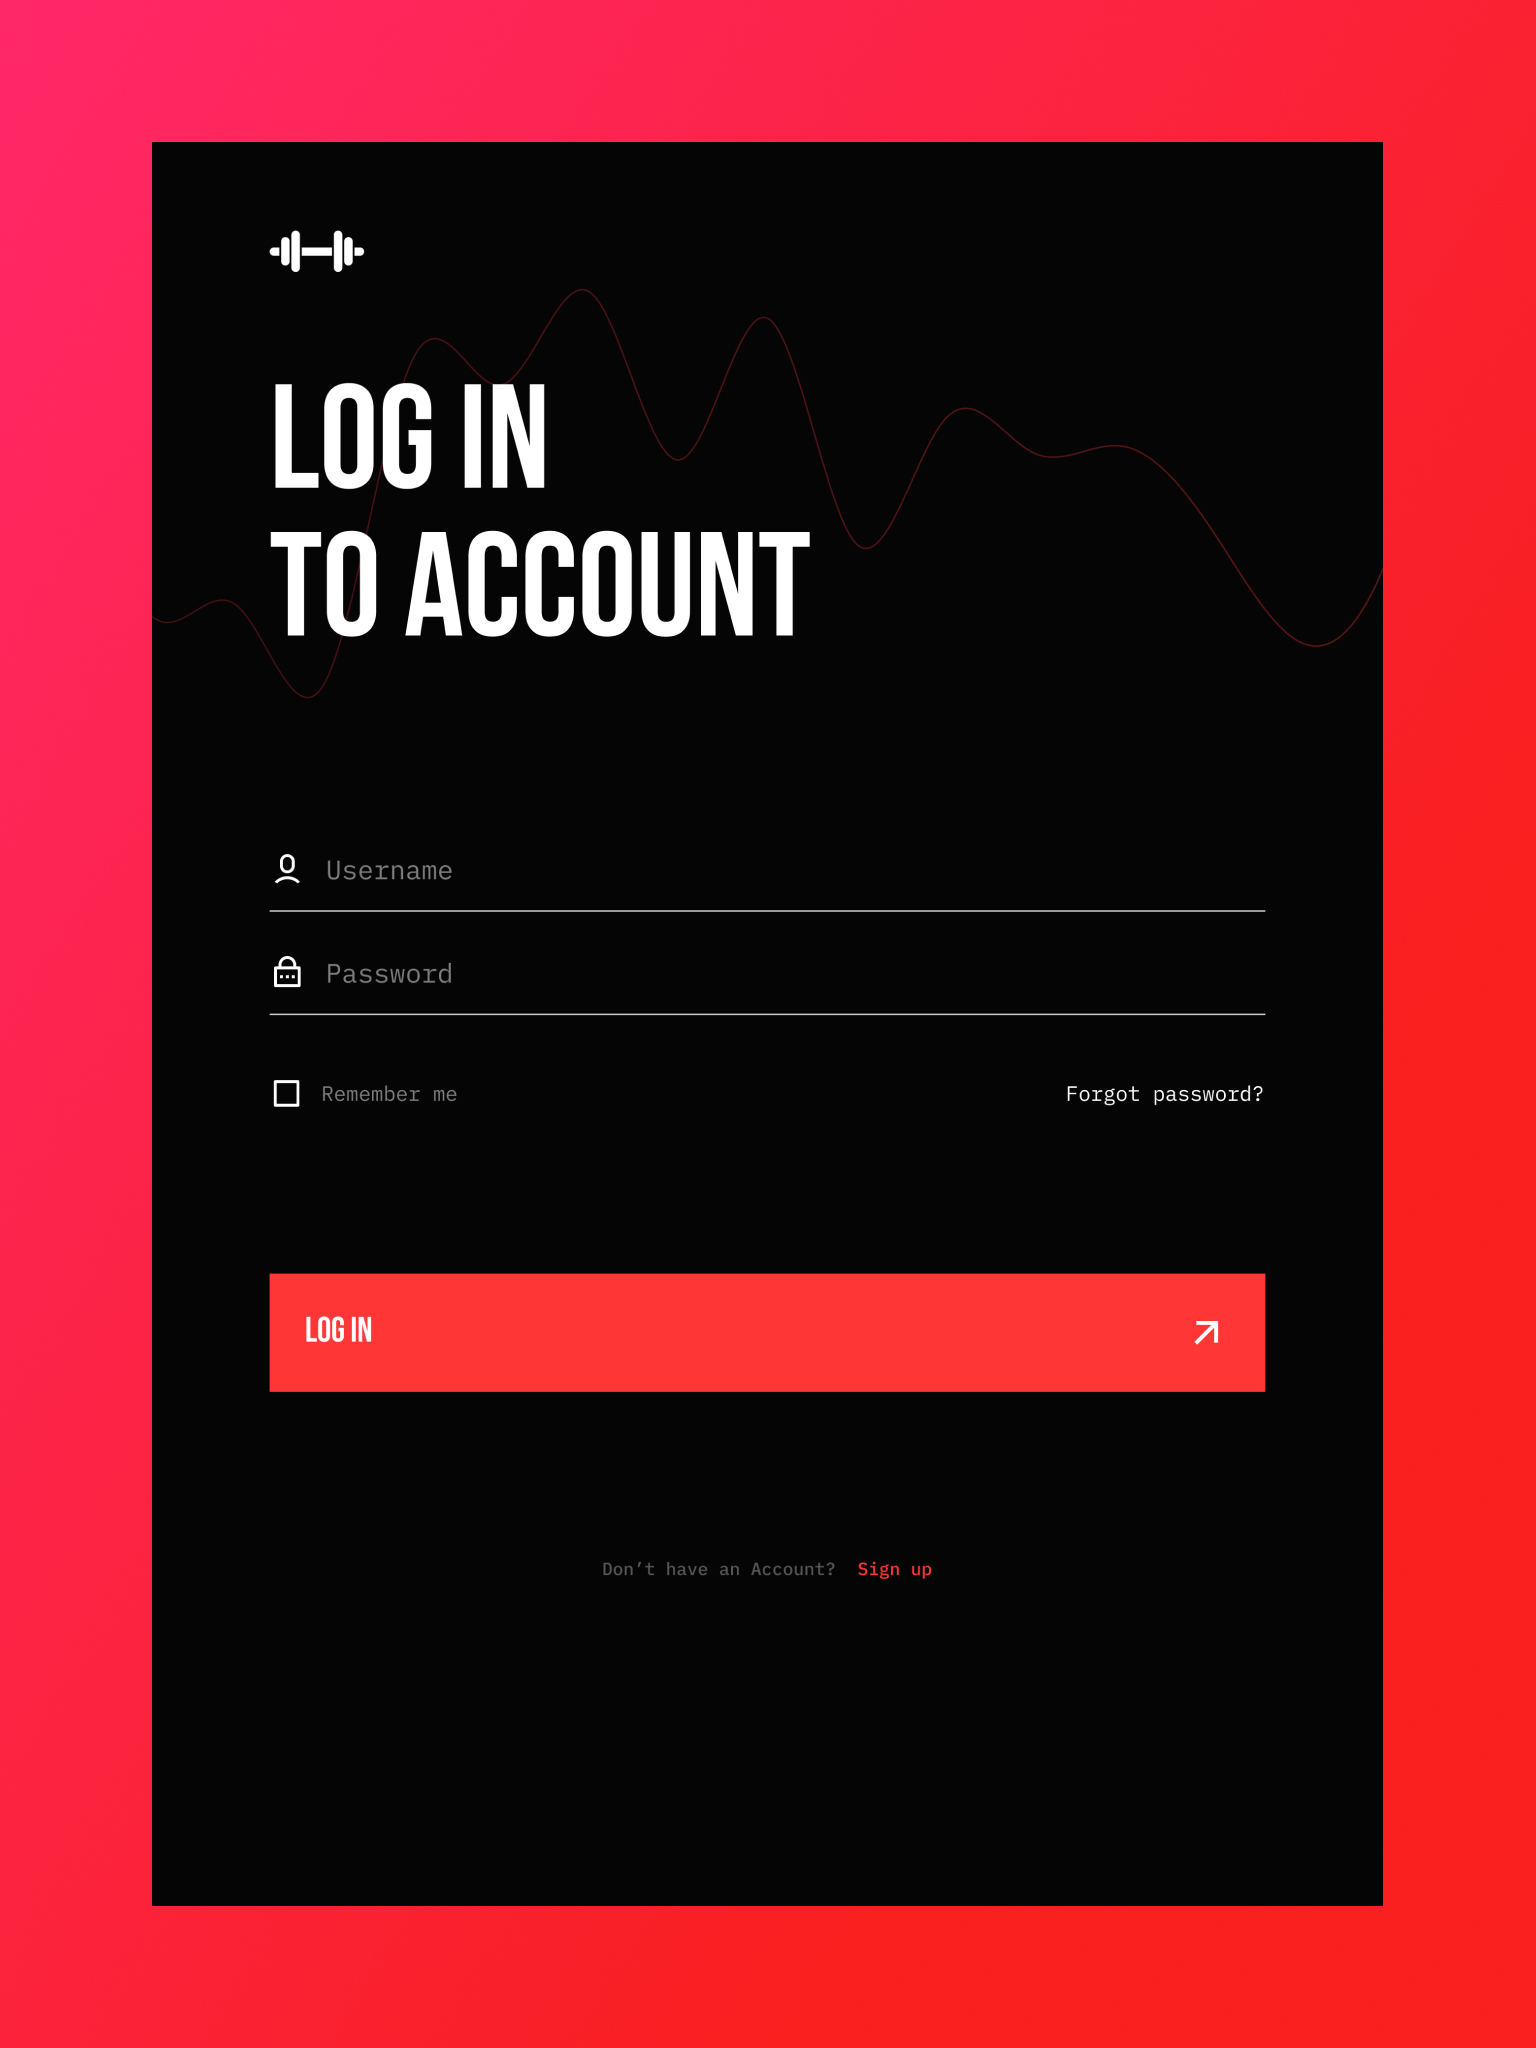 LOG IN
TO ACCOUNT
Username
Password
Remember me
Forgot password?
LOG IN
Don’t have an Account? Sign up